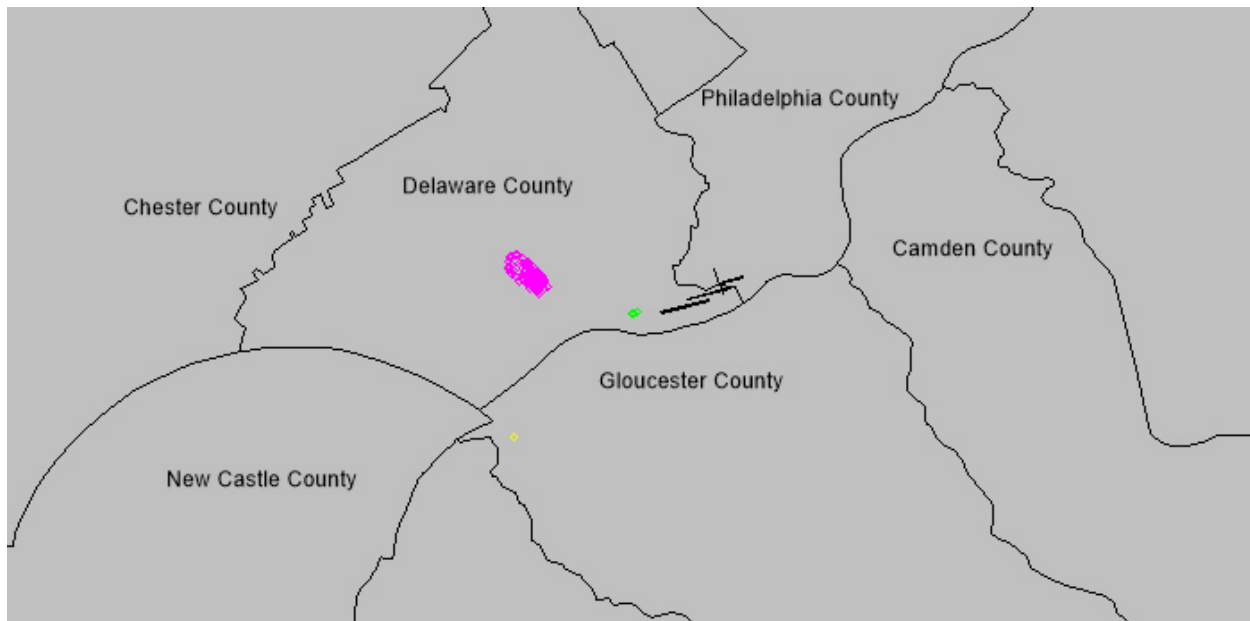 Philadelphia County
Delaware County
Chester County
Camden County
Gloucester County
New Castle County